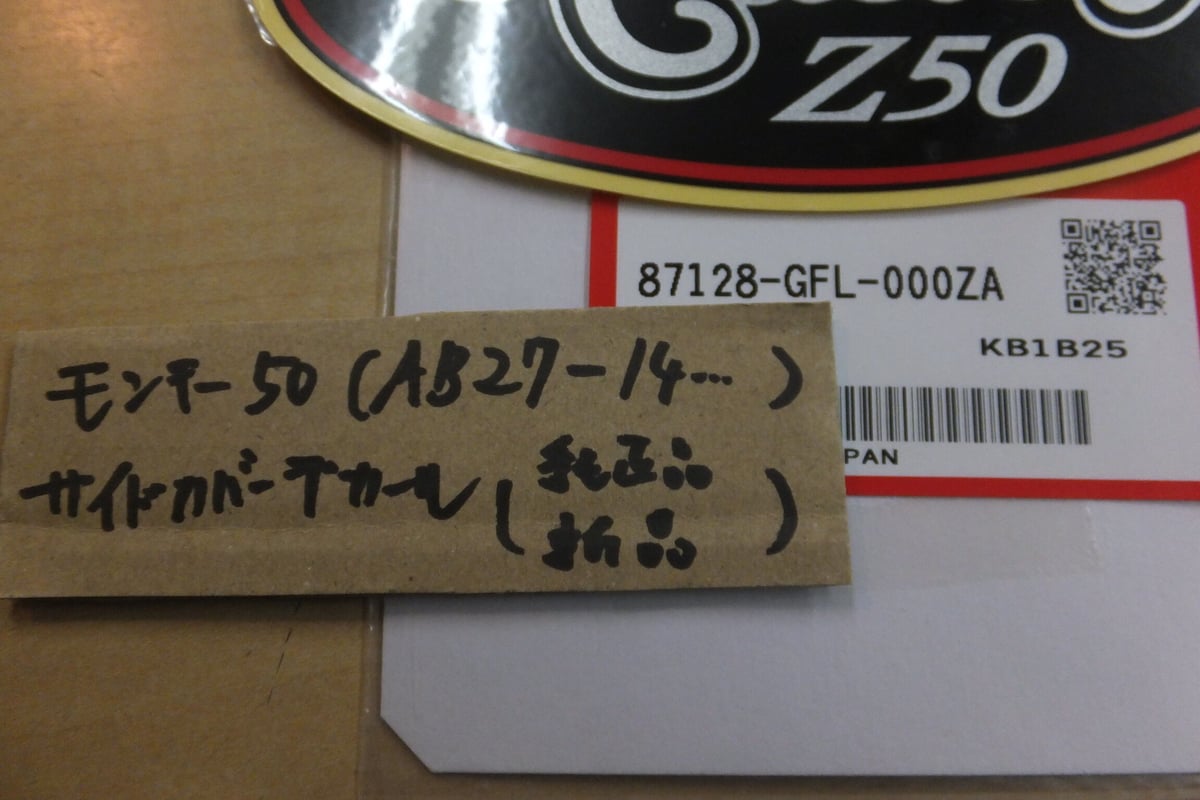 Z50
87128-GFL-000ZA
KB1B25
PAN
モンキー50(AB27-14…)
サイドカバーデカール(純正品
新品)